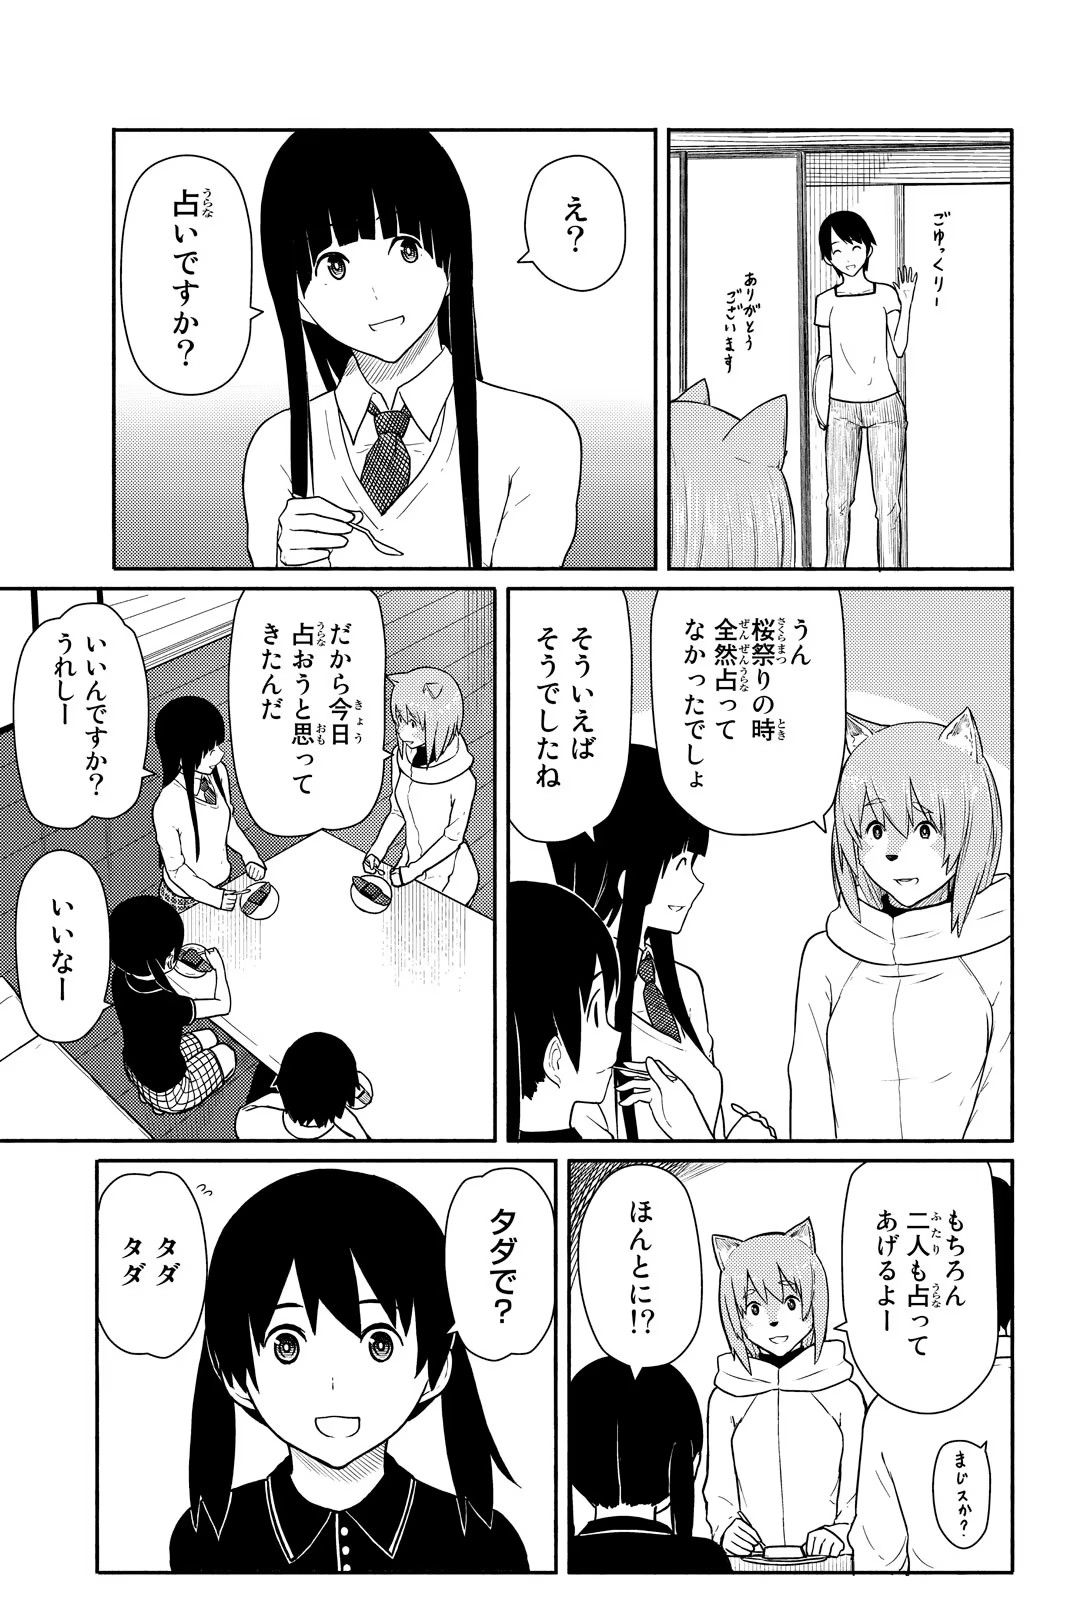 ごゆっくりー
ありがとう
ございます
え？
占いですか？
うん
桜祭りの時
全然占って
なかったでしょ
そういえば
そうでしたね
だから今日
占おうと思って
きたんだ
いいんですか？
うれしー
いいなー
もちろん
二人も占って
あげるよー
まじスか？
ほんとに!?
タダで？
タダ
タダ